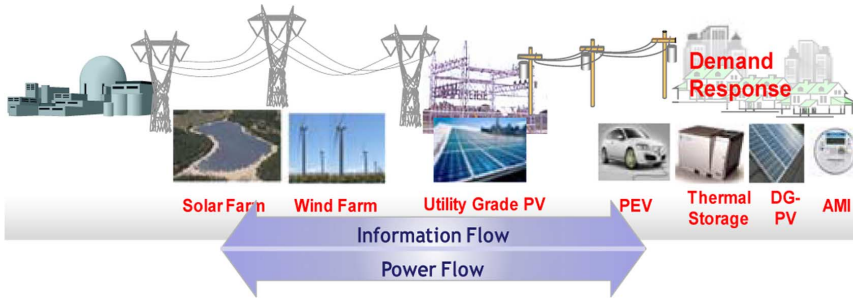 Demand
Response
Solar Farm
Wind Farm
Utility Grade PV
PEV
Thermal
Storage
DG-
PV
AMI
Information Flow
Power Flow